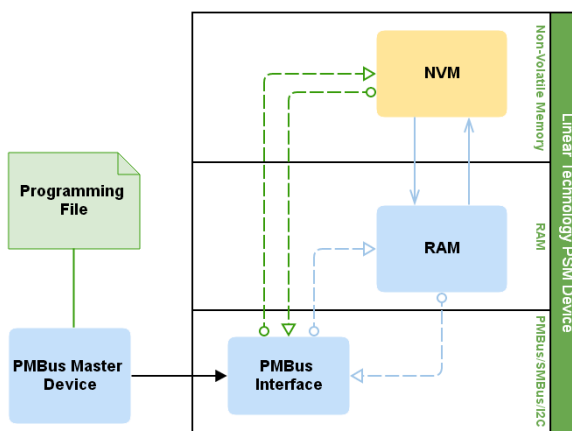 NVM
Non-Volatile Memory
Programming
File
RAM
RAM
Linear Technology PSM Device
PMBus Master
Device
PMBus
Interface
PMBus/SMBus/I2C